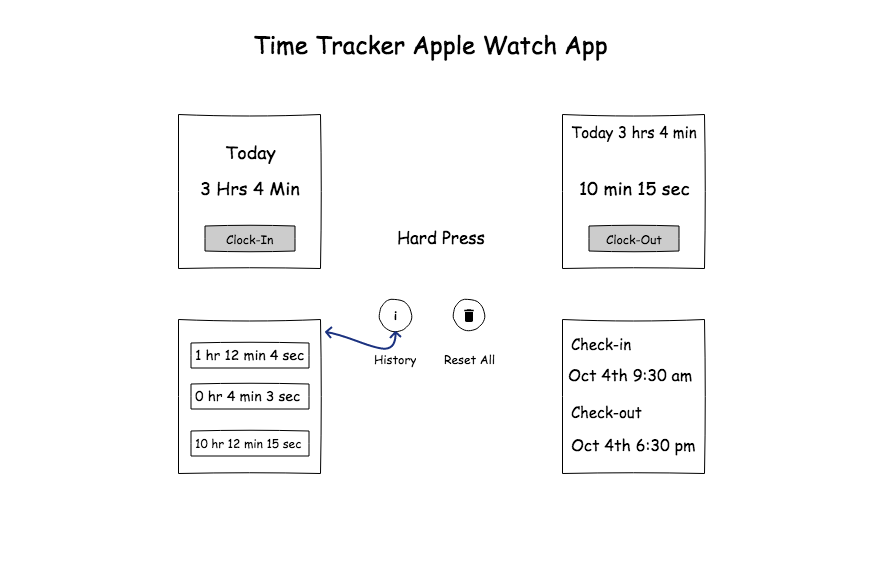 Time Tracker Apple Watch App
Today
3 Hrs 4 Min
Clock-In
Today 3 hrs 4 min
10 min 15 sec
Clock-Out
Hard Press
i
History
Reset All
1 hr 12 min 4 sec
0 hr 4 min 3 sec
10 hr 12 min 15 sec
Check-in
Oct 4th 9:30 am
Check-out
Oct 4th 6:30 pm